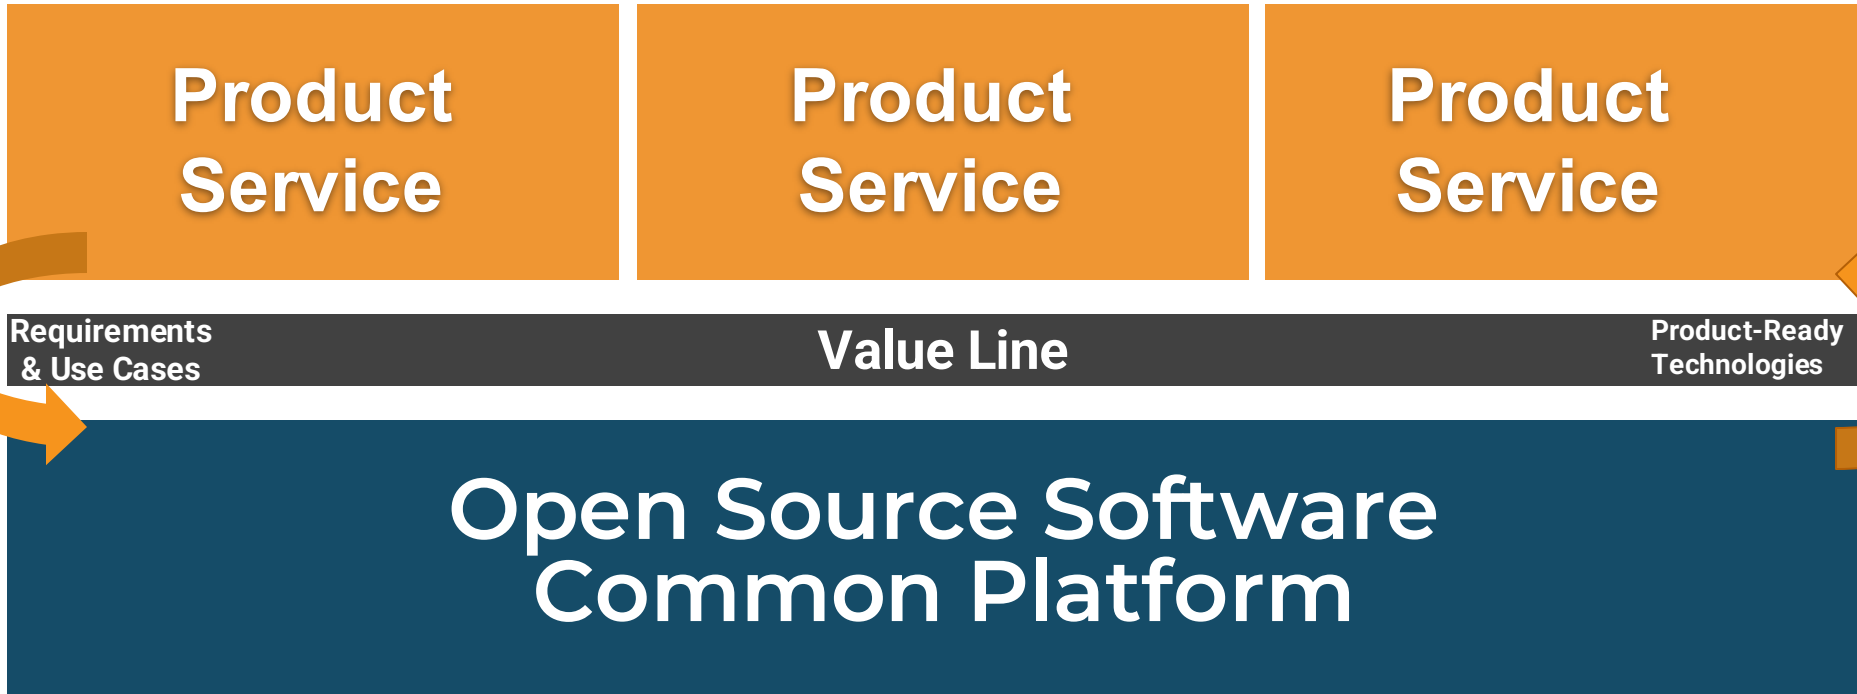 Product
Service
Product
Service
Product
Service
Requirements
& Use Cases
Value Line
Product-Ready
Technologies
Open Source Software
Common Platform